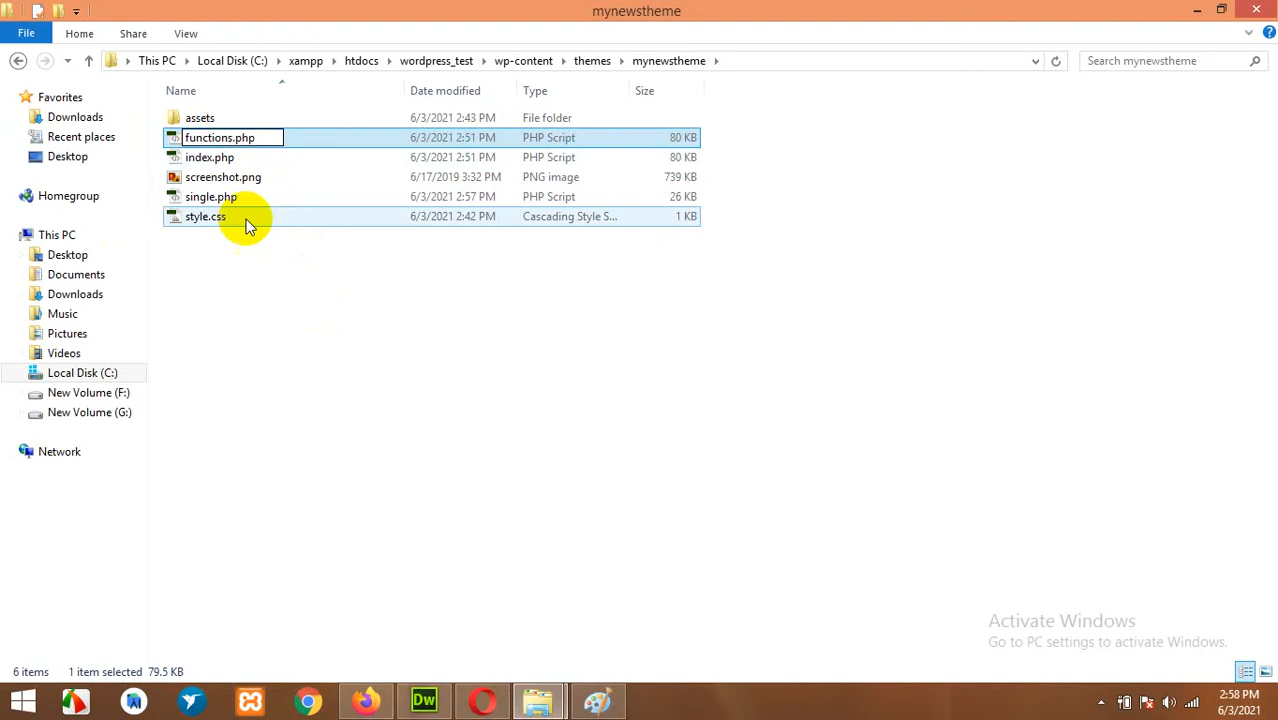 mynewstheme
File Home Share View
This PC Local Disk (C:) xampp htdocs wordpress_test wp-content themes mynewstheme
Search mynewstheme
Name Date modified Type Size
assets 6/3/2021 2:43 PM File folder
functions.php 6/3/2021 2:51 PM PHP Script 80 KB
index.php 6/3/2021 2:51 PM PHP Script 80 KB
screenshot.png 6/17/2019 3:32 PM PNG image 739 KB
single.php 6/3/2021 2:57 PM PHP Script 26 KB
style.css 6/3/2021 2:42 PM Cascading Style S... 1 KB
Favorites
Downloads
Recent places
Desktop
Homegroup
This PC
Desktop
Documents
Downloads
Music
Pictures
Videos
Local Disk (C:)
New Volume (F:)
New Volume (G:)
Network
Activate Windows
Go to PC settings to activate Windows.
6 items 1 item selected 79.5 KB
Dw
2:58 PM
6/3/2021